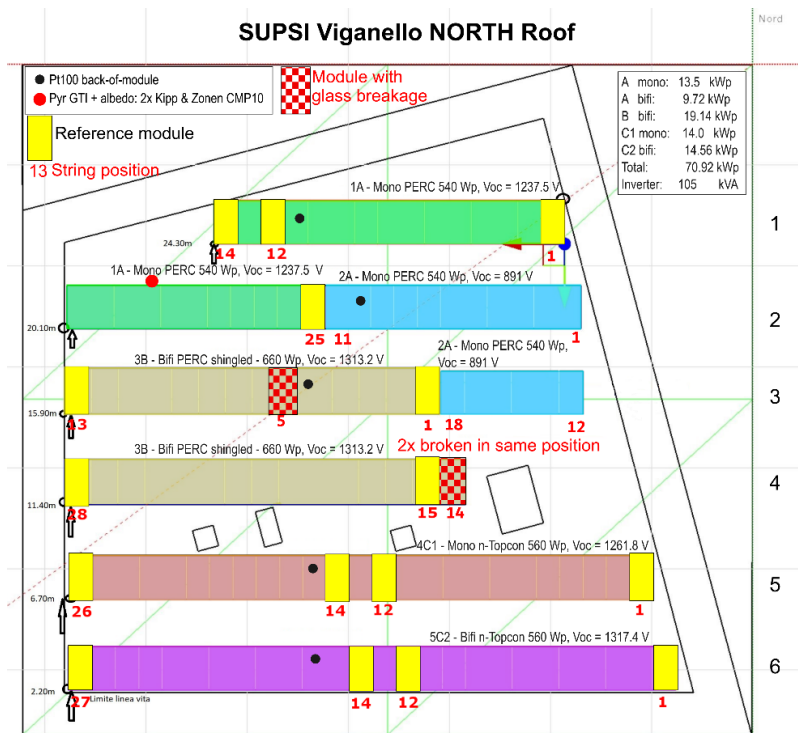 SUPSI Viganello NORTH Roof
Nord
Pt100 back-of-module
Pyr GTI + albedo: 2x Kipp & Zonen CMP10
Module with
glass breakage
Reference module
13 String position
A mono: 13.5 kWp
A bifi: 9.72 kWp
B bifi: 19.14 kWp
C1 mono: 14.0 kWp
C2 bifi: 14.56 kWp
Total: 70.92 kWp
Inverter: 105 kVA
1A - Mono PERC 540 Wp, Voc = 1237.5 V
1
24.30m
14
12
1
1A - Mono PERC 540 Wp, Voc = 1237.5 V
2A - Mono PERC 540 Wp, Voc = 891 V
2
20.10m
25
11
1
3B - Bifi PERC shingled - 660 Wp, Voc = 1313.2 V
2A - Mono PERC 540 Wp,
Voc = 891 V
3
15.90m
13
5
1
18
12
3B - Bifi PERC shingled - 660 Wp, Voc = 1313.2 V
2x broken in same position
4
11.40m
28
15
14
4C1 - Mono n-Topcon 560 Wp, Voc = 1261.8 V
5
6.70m
26
14
12
1
5C2 - Bifi n-Topcon 560 Wp, Voc = 1317.4 V
6
2.20m
27
Limite linea vita
14
12
1